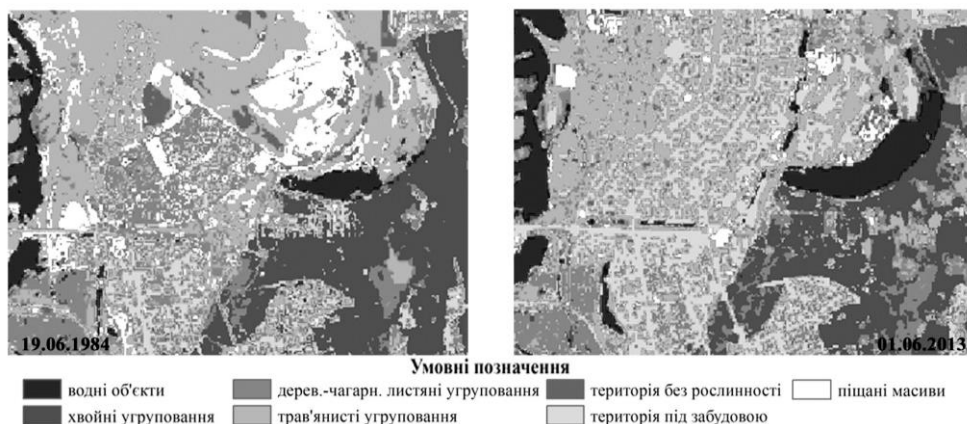 19.06.1984
01.06.2013
Умовні позначення
водні об'єкти
дерев.-чагарн. листяні угруповання
територія без рослинності
піщані масиви
хвойні угруповання
трав'янисті угруповання
територія під забудовою